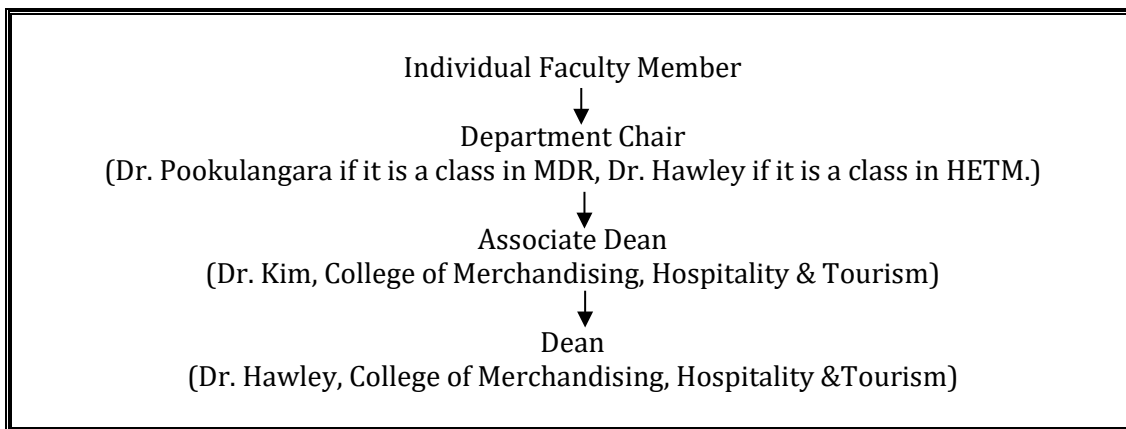 Individual Faculty Member
Department Chair
(Dr. Pookulangara if it is a class in MDR, Dr. Hawley if it is a class in HETM.)
Associate Dean
(Dr. Kim, College of Merchandising, Hospitality & Tourism)
Dean
(Dr. Hawley, College of Merchandising, Hospitality &Tourism)